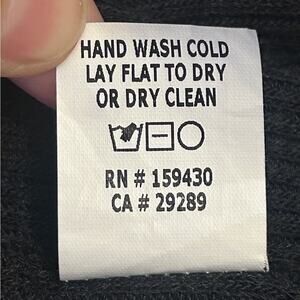 HAND WASH COLD
LAY FLAT TO DRY
OR DRY CLEAN
RN # 159430
CA # 29289